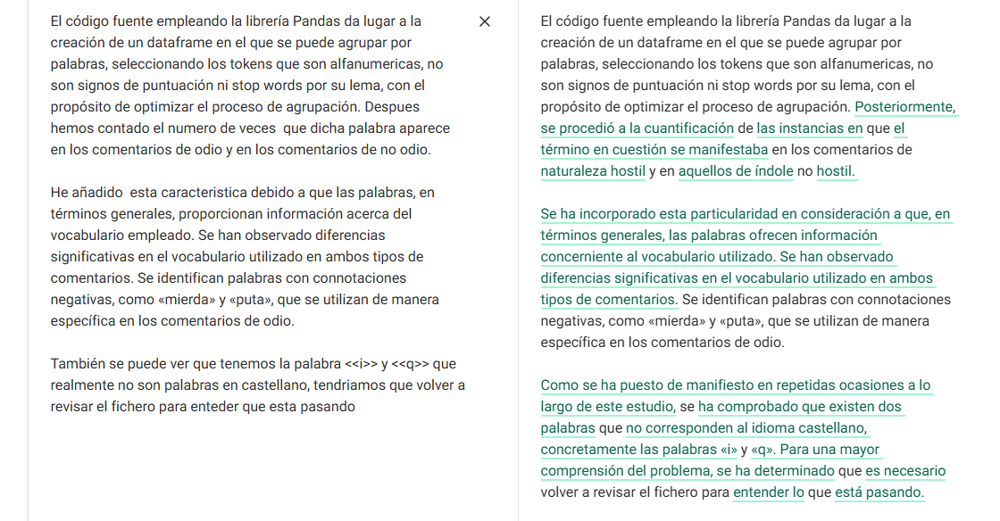 El código fuente empleando la librería Pandas da lugar a la
creación de un dataframe en el que se puede agrupar por
palabras, seleccionando los tokens que son alfanumericas, no
son signos de puntuación ni stop words por su lema, con el
propósito de optimizar el proceso de agrupación. Despues
hemos contado el numero de veces  que dicha palabra aparece
en los comentarios de odio y en los comentarios de no odio.
He añadido  esta caracteristica debido a que las palabras, en
términos generales, proporcionan información acerca del
vocabulario empleado. Se han observado diferencias
significativas en el vocabulario utilizado en ambos tipos de
comentarios. Se identifican palabras con connotaciones
negativas, como «mierda» y «puta», que se utilizan de manera
específica en los comentarios de odio.
También se puede ver que tenemos la palabra <<i>> y <<q>> que
realmente no son palabras en castellano, tendriamos que volver a
revisar el fichero para enteder que esta pasando
El código fuente empleando la librería Pandas da lugar a la
creación de un dataframe en el que se puede agrupar por
palabras, seleccionando los tokens que son alfanumericas, no
son signos de puntuación ni stop words por su lema, con el
propósito de optimizar el proceso de agrupación. Posteriormente,
se procedió a la cuantificación de las instancias en que el
término en cuestión se manifestaba en los comentarios de
naturaleza hostil y en aquellos de índole no hostil.
Se ha incorporado esta particularidad en consideración a que, en
términos generales, las palabras ofrecen información
concerniente al vocabulario utilizado. Se han observado
diferencias significativas en el vocabulario utilizado en ambos
tipos de comentarios. Se identifican palabras con connotaciones
negativas, como «mierda» y «puta», que se utilizan de manera
específica en los comentarios de odio.
Como se ha puesto de manifiesto en repetidas ocasiones a lo
largo de este estudio, se ha comprobado que existen dos
palabras que no corresponden al idioma castellano,
concretamente las palabras «i» y «q». Para una mayor
comprensión del problema, se ha determinado que es necesario
volver a revisar el fichero para entender lo que está pasando.